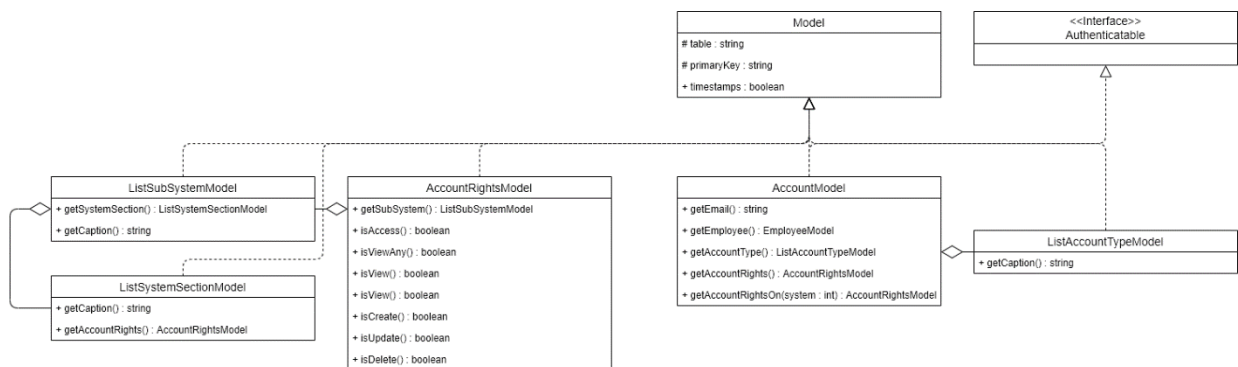 Model
# table : string
# primaryKey : string
+ timestamps : boolean
<<Interface>>
Authenticatable
ListSubSystemModel
+ getSystemSection() : ListSystemSectionModel
+ getCaption() : string
AccountRightsModel
+ getSubSystem() : ListSubSystemModel
+ isAccess() : boolean
+ isViewAny() : boolean
+ isView() : boolean
+ isView() : boolean
+ isCreate() : boolean
+ isUpdate() : boolean
+ isDelete() : boolean
AccountModel
+ getEmail() : string
+ getEmployee() : EmployeeModel
+ getAccountType() : ListAccountTypeModel
+ getAccountRights() : AccountRightsModel
+ getAccountRightsOn(system : int) : AccountRightsModel
ListAccountTypeModel
+ getCaption() : string
ListSystemSectionModel
+ getCaption() : string
+ getAccountRights() : AccountRightsModel